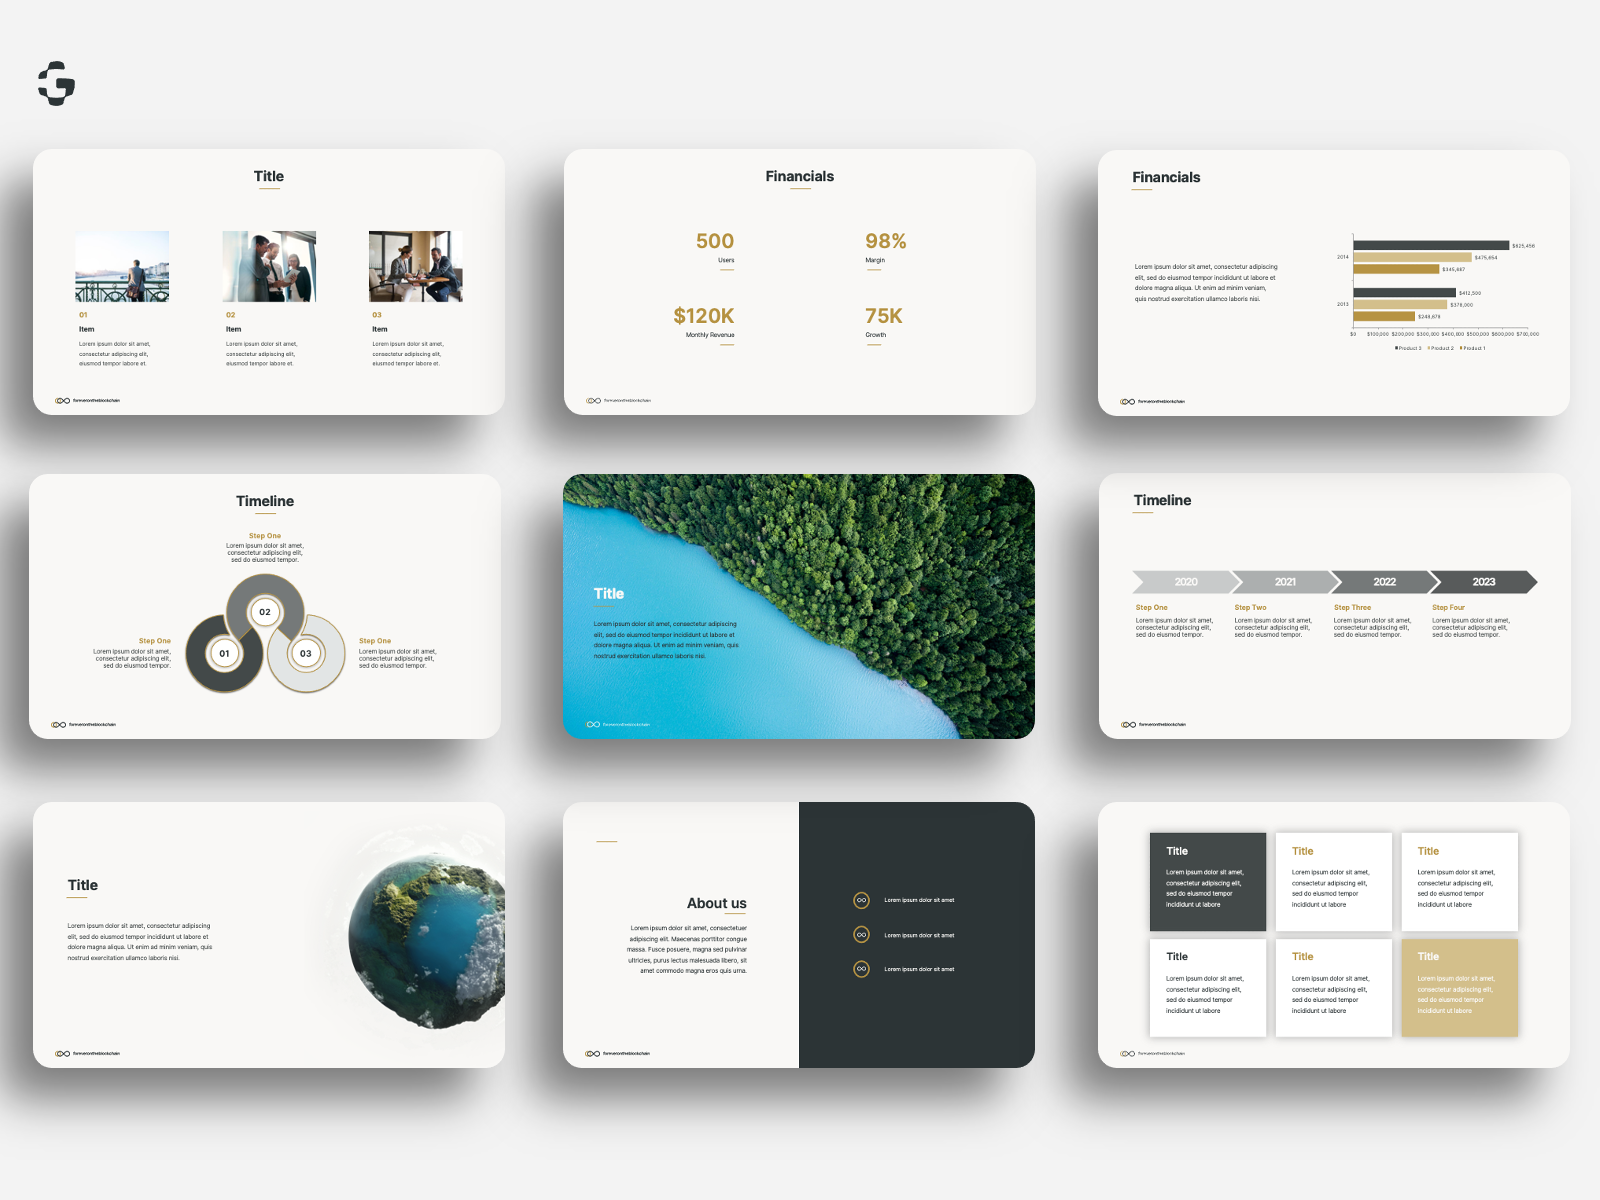 Title
01
Item
Lorem ipsum dolor sit amet,
consectetur adipiscing elit,
eiusmod tempor labore et.
02
Item
Lorem ipsum dolor sit amet,
consectetur adipiscing elit,
eiusmod tempor labore et.
03
Item
Lorem ipsum dolor sit amet,
consectetur adipiscing elit,
eiusmod tempor labore et.
foreverontheblockchain
Financials
500
Users
98%
Margin
$120K
Monthly Revenue
75K
Growth
foreverontheblockchain
Financials
Lorem ipsum dolor sit amet, consectetur adipiscing
elit, sed do eiusmod tempor incididunt ut labore et
dolore magna aliqua. Ut enim ad minim veniam,
quis nostrud exercitation ullamco laboris nisi.
2014
$625,456
$475,654
$345,667
2013
$412,500
$378,000
$249,678
$0 $100,000 $200,000 $300,000 $400,000 $500,000 $600,000 $700,000
Product 3 Product 2 Product 1
foreverontheblockchain
Timeline
Step One
Lorem ipsum dolor sit amet,
consectetur adipiscing elit,
sed do eiusmod tempor.
02
Step One
Lorem ipsum dolor sit amet,
consectetur adipiscing elit,
sed do eiusmod tempor.
01
03
Step One
Lorem ipsum dolor sit amet,
consectetur adipiscing elit,
sed do eiusmod tempor.
foreverontheblockchain
Title
Lorem ipsum dolor sit amet, consectetur adipiscing
elit, sed do eiusmod tempor incididunt ut labore et
dolore magna aliqua. Ut enim ad minim veniam, quis
nostrud exercitation ullamco laboris nisi.
foreverontheblockchain
Timeline
2020 2021 2022 2023
Step One
Lorem ipsum dolor sit amet,
consectetur adipiscing elit,
sed do eiusmod tempor.
Step Two
Lorem ipsum dolor sit amet,
consectetur adipiscing elit,
sed do eiusmod tempor.
Step Three
Lorem ipsum dolor sit amet,
consectetur adipiscing elit,
sed do eiusmod tempor.
Step Four
Lorem ipsum dolor sit amet,
consectetur adipiscing elit,
sed do eiusmod tempor.
foreverontheblockchain
Title
Lorem ipsum dolor sit amet, consectetur adipiscing
elit, sed do eiusmod tempor incididunt ut labore et
dolore magna aliqua. Ut enim ad minim veniam, quis
nostrud exercitation ullamco laboris nisi.
foreverontheblockchain
About us
Lorem ipsum dolor sit amet, consectetuer
adipiscing elit. Maecenas porttitor congue
massa. Fusce posuere, magna sed pulvinar
ultricies, purus lectus malesuada libero, sit
amet commodo magna eros quis urna.
Lorem ipsum dolor sit amet
Lorem ipsum dolor sit amet
Lorem ipsum dolor sit amet
foreverontheblockchain
Title
Lorem ipsum dolor sit amet,
consectetur adipiscing elit,
sed do eiusmod tempor
incididunt ut labore
Title
Lorem ipsum dolor sit amet,
consectetur adipiscing elit,
sed do eiusmod tempor
incididunt ut labore
Title
Lorem ipsum dolor sit amet,
consectetur adipiscing elit,
sed do eiusmod tempor
incididunt ut labore
Title
Lorem ipsum dolor sit amet,
consectetur adipiscing elit,
sed do eiusmod tempor
incididunt ut labore
Title
Lorem ipsum dolor sit amet,
consectetur adipiscing elit,
sed do eiusmod tempor
incididunt ut labore
Title
Lorem ipsum dolor sit amet,
consectetur adipiscing elit,
sed do eiusmod tempor
incididunt ut labore
foreverontheblockchain